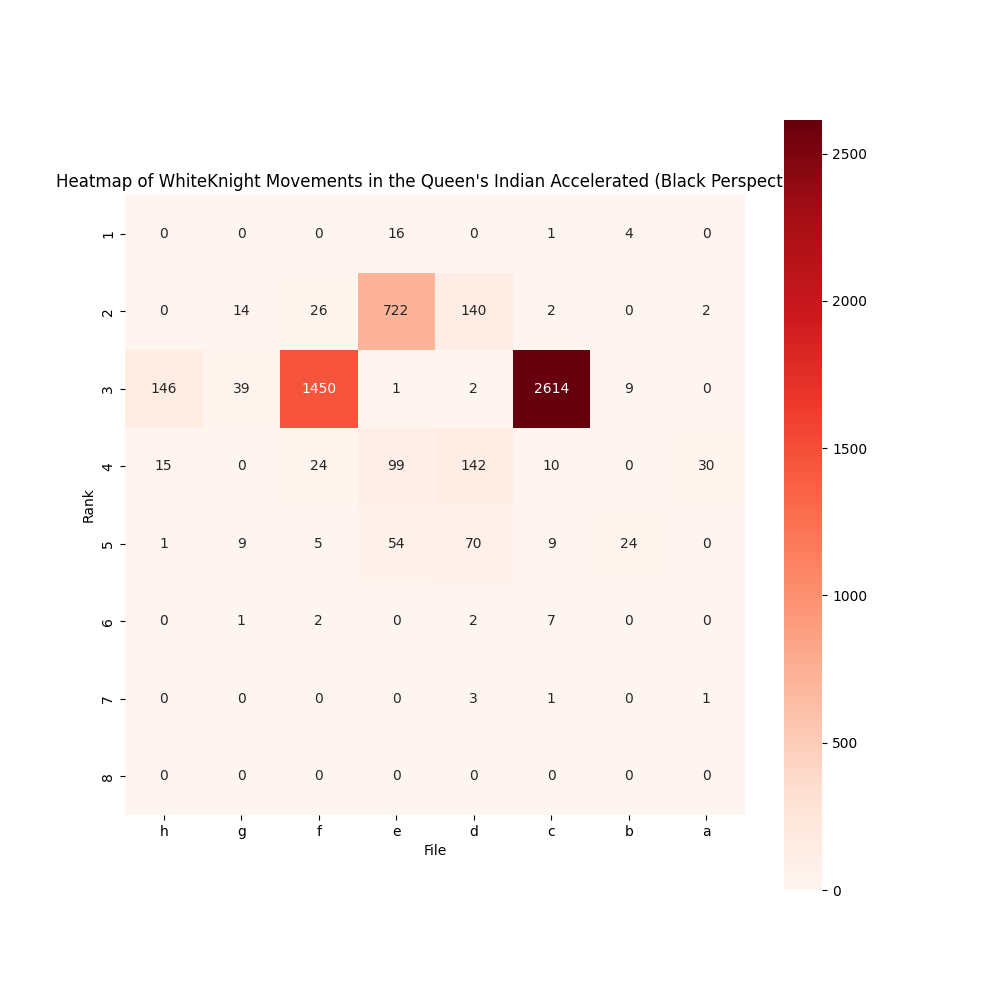 Heatmap of WhiteKnight Movements in the Queen's Indian Accelerated (Black Perspect
2500
2000
1500
1000
500
0
Rank
1 0 0 0 16 0 1 4 0
2 0 14 26 722 140 2 0 2
3 146 39 1450 1 2 2614 9 0
4 15 0 24 99 142 10 0 30
5 1 9 5 54 70 9 24 0
6 0 1 2 0 2 7 0 0
7 0 0 0 0 3 1 0 1
8 0 0 0 0 0 0 0 0
h g f e d c b a
File